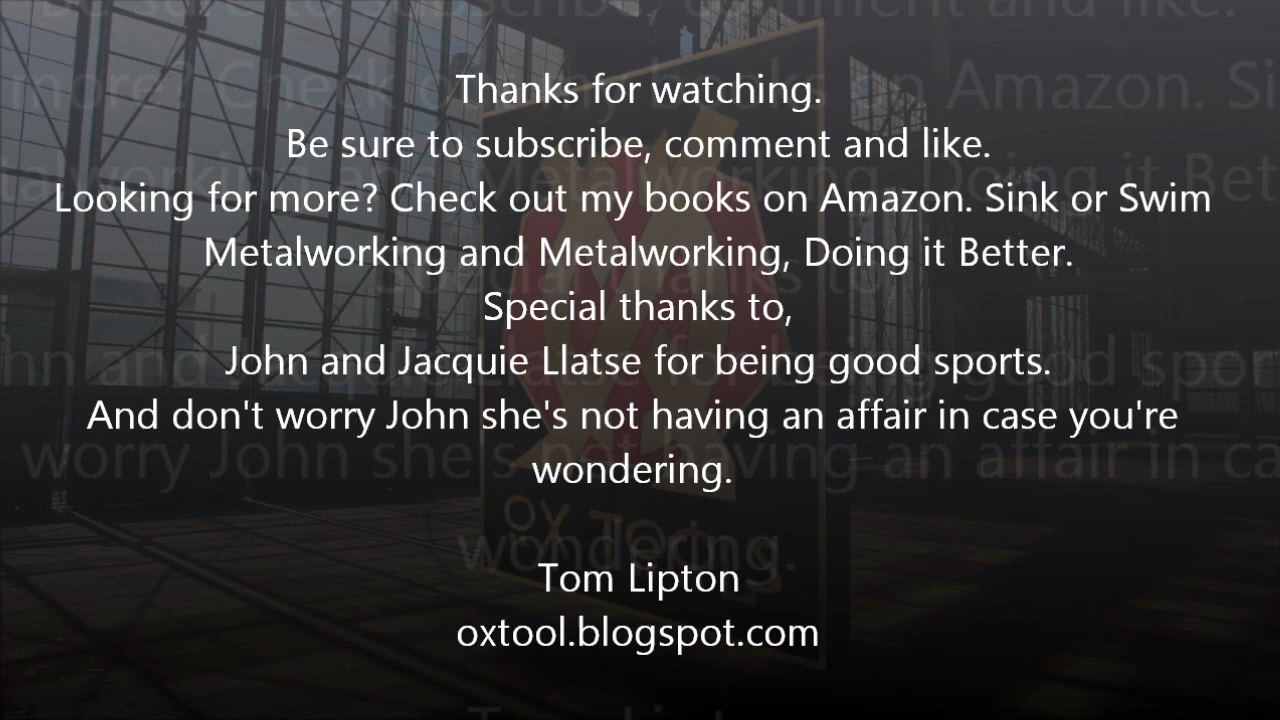 Thanks for watching.
Be sure to subscribe, comment and like.
Looking for more? Check out my books on Amazon. Sink or Swim
Metalworking and Metalworking, Doing it Better.
Special thanks to,
John and Jacquie Llatse for being good sports.
And don't worry John she's not having an affair in case you're
wondering.
OX TOOLS
Tom Lipton
oxtool.blogspot.com